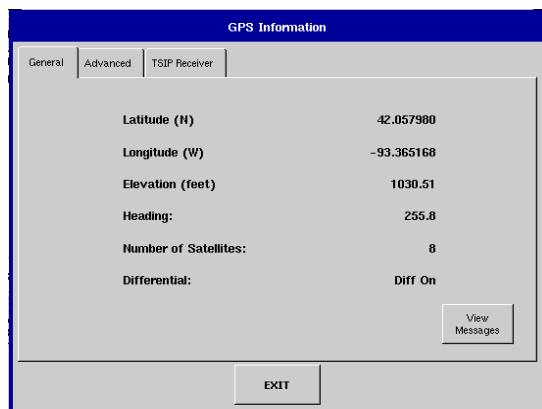 GPS Information
General Advanced TSIP Receiver
Latitude (N) 42.057980
Longitude (W) -93.365168
Elevation (feet) 1030.51
Heading: 255.8
Number of Satellites: 8
Differential: Diff On
View
Messages
EXIT